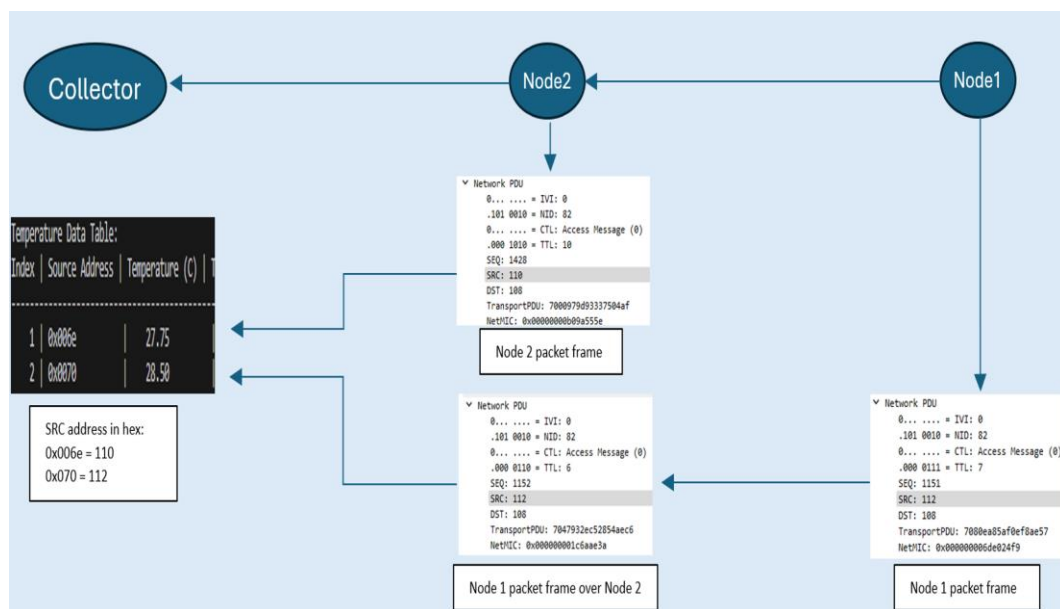 Collector
Node2
Node1
Network PDU
0... .... = IVI: 0
.101 0010 = NID: 82
0... .... = CTL: Access Message (0)
.000 1010 = TTL: 10
SEQ: 1428
SRC: 110
DST: 108
TransportPDU: 7000979d93337504af
NetMIC: 0x00000000b09a555e
Node 2 packet frame
Temperature Data Table:
Index | Source Address | Temperature (C) | T
1 | 0x006e | 27.75 |
2 | 0x0070 | 28.50 |
SRC address in hex:
0x006e = 110
0x070 = 112
Network PDU
0... .... = IVI: 0
.101 0010 = NID: 82
0... .... = CTL: Access Message (0)
.000 0110 = TTL: 6
SEQ: 1152
SRC: 112
DST: 108
TransportPDU: 7047932ec52854aec6
NetMIC: 0x000000001c6aae3a
Node 1 packet frame over Node 2
Network PDU
0... .... = IVI: 0
.101 0010 = NID: 82
0... .... = CTL: Access Message (0)
.000 0111 = TTL: 7
SEQ: 1151
SRC: 112
DST: 108
TransportPDU: 7080ea85af0ef8ae57
NetMIC: 0x000000006de024f9
Node 1 packet frame